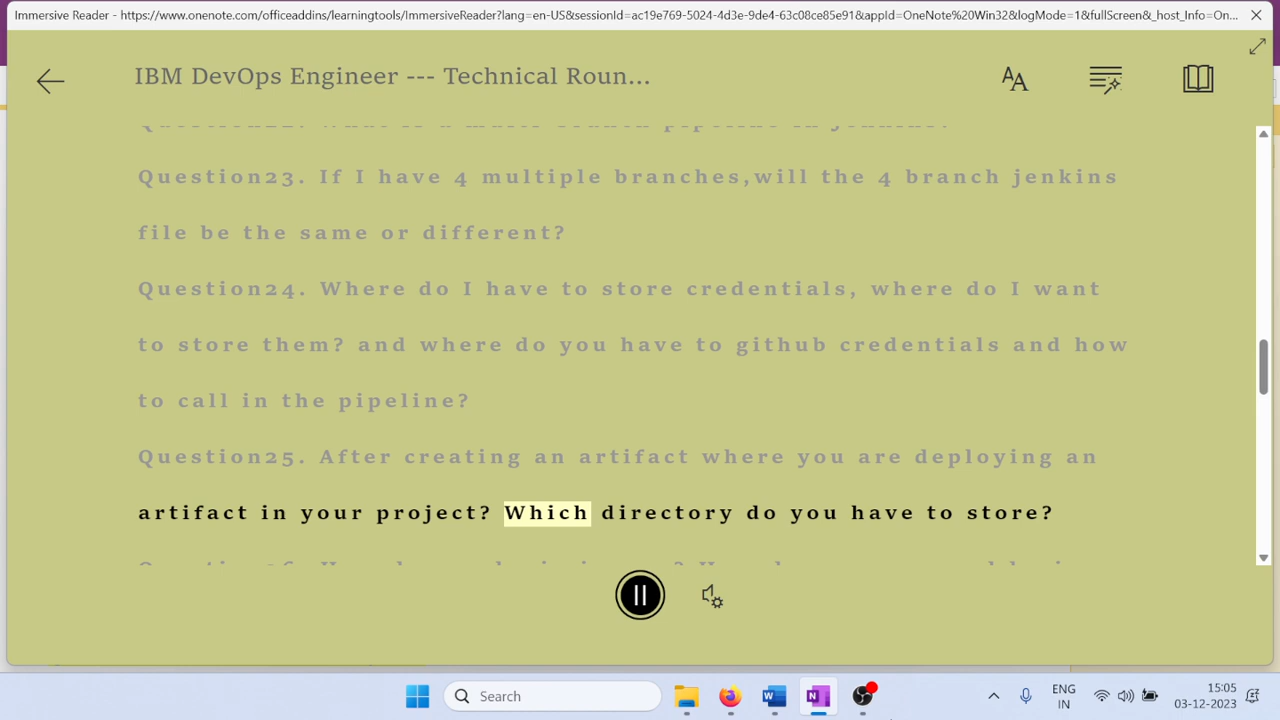 Immersive Reader - https://www.onenote.com/officeaddins/learningtools/ImmersiveReader?lang=en-US&sessionId=ac19e769-5024-4d3e-9de4-63c08ce85e91&appId=OneNote%20Win32&logMode=1&fullScreen&_host_Info=On...
IBM DevOps Engineer --- Technical Roun...
Question23. If I have 4 multiple branches,will the 4 branch jenkins
file be the same or different?
Question24. Where do I have to store credentials, where do I want
to store them? and where do you have to github credentials and how
to call in the pipeline?
Question25. After creating an artifact where you are deploying an
artifact in your project? Which directory do you have to store?
Search
ENG
IN
15:05
03-12-2023